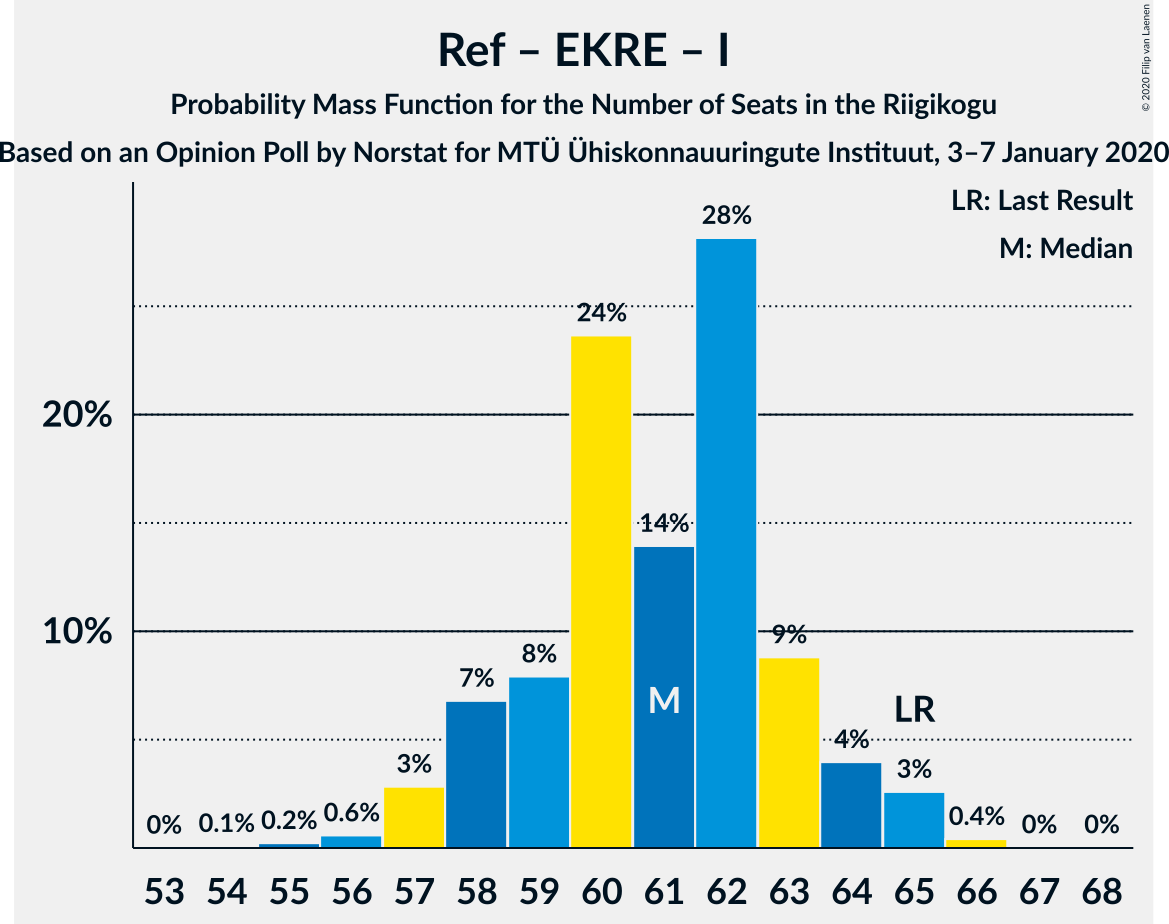 Ref – EKRE – I
Probability Mass Function for the Number of Seats in the Riigikogu
Based on an Opinion Poll by Norstat for MTÜ Ühiskonnauuringute Instituut, 3–7 January 2020
© 2020 Filip van Laenen
LR: Last Result
M: Median
28%
24%
20%
14%
10%
9%
8%
7%
M
LR
4%
3%
3%
0% 0.1% 0.2% 0.6% 0.4% 0% 0%
53 54 55 56 57 58 59 60 61 62 63 64 65 66 67 68